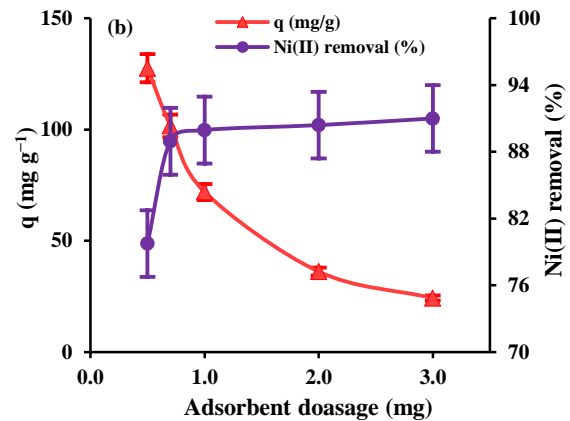 (b)
q (mg/g)
Ni(II) removal (%)
q (mg g⁻¹)
150
100
50
0
0.0 1.0 2.0 3.0
Adsorbent doasage (mg)
100
94
88
82
76
70
Ni(II) removal (%)